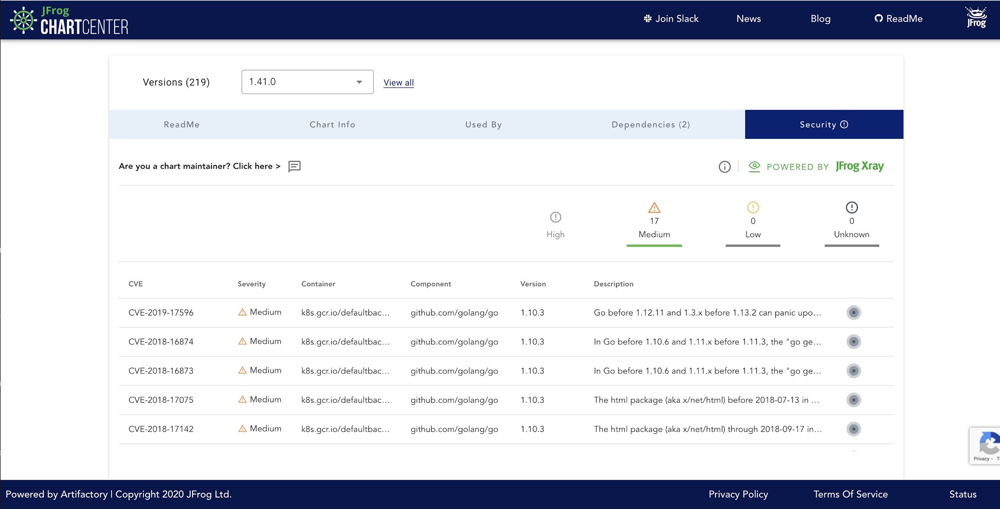 JFrog
CHARTCENTER
Join Slack
News
Blog
ReadMe
JFrog
Versions (219)
1.41.0
View all
ReadMe
Chart Info
Used By
Dependencies (2)
Security
Are you a chart maintainer? Click here >
POWERED BY JFrog Xray
High
17
Medium
0
Low
0
Unknown
CVE Severity Container Component Version Description
CVE-2019-17596 Medium k8s.gcr.io/defaultbac... github.com/golang/go 1.10.3 Go before 1.12.11 and 1.3.x before 1.13.2 can panic upo...
CVE-2018-16874 Medium k8s.gcr.io/defaultbac... github.com/golang/go 1.10.3 In Go before 1.10.6 and 1.11.x before 1.11.3, the "go ge...
CVE-2018-16873 Medium k8s.gcr.io/defaultbac... github.com/golang/go 1.10.3 In Go before 1.10.6 and 1.11.x before 1.11.3, the "go ge...
CVE-2018-17075 Medium k8s.gcr.io/defaultbac... github.com/golang/go 1.10.3 The html package (aka x/net/html) before 2018-07-13 in ...
CVE-2018-17142 Medium k8s.gcr.io/defaultbac... github.com/golang/go 1.10.3 The html package (aka x/net/html) through 2018-09-17 in...
Privacy -
Powered by Artifactory | Copyright 2020 JFrog Ltd.
Privacy Policy
Terms Of Service
Status